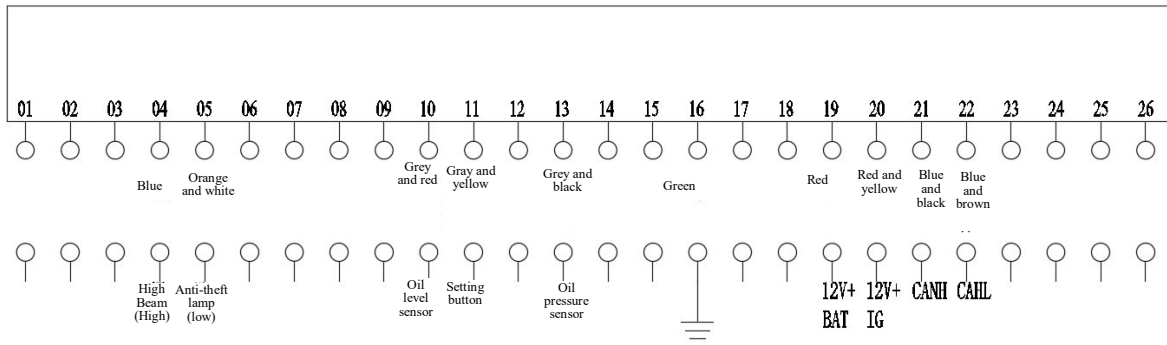 01 02 03 04 05 06 07 08 09 10 11 12 13 14 15 16 17 18 19 20 21 22 23 24 25 26
Blue
Orange
and white
Grey
and red
Gray and
yellow
Grey and
black
Green
Red
Red and
yellow
Blue
and
black
Blue
and
brown
High
Beam
(High)
Anti-theft
lamp
(low)
Oil
level
sensor
Setting
button
Oil
pressure
sensor
12V+
BAT
12V+
IG
CANH
CAHL